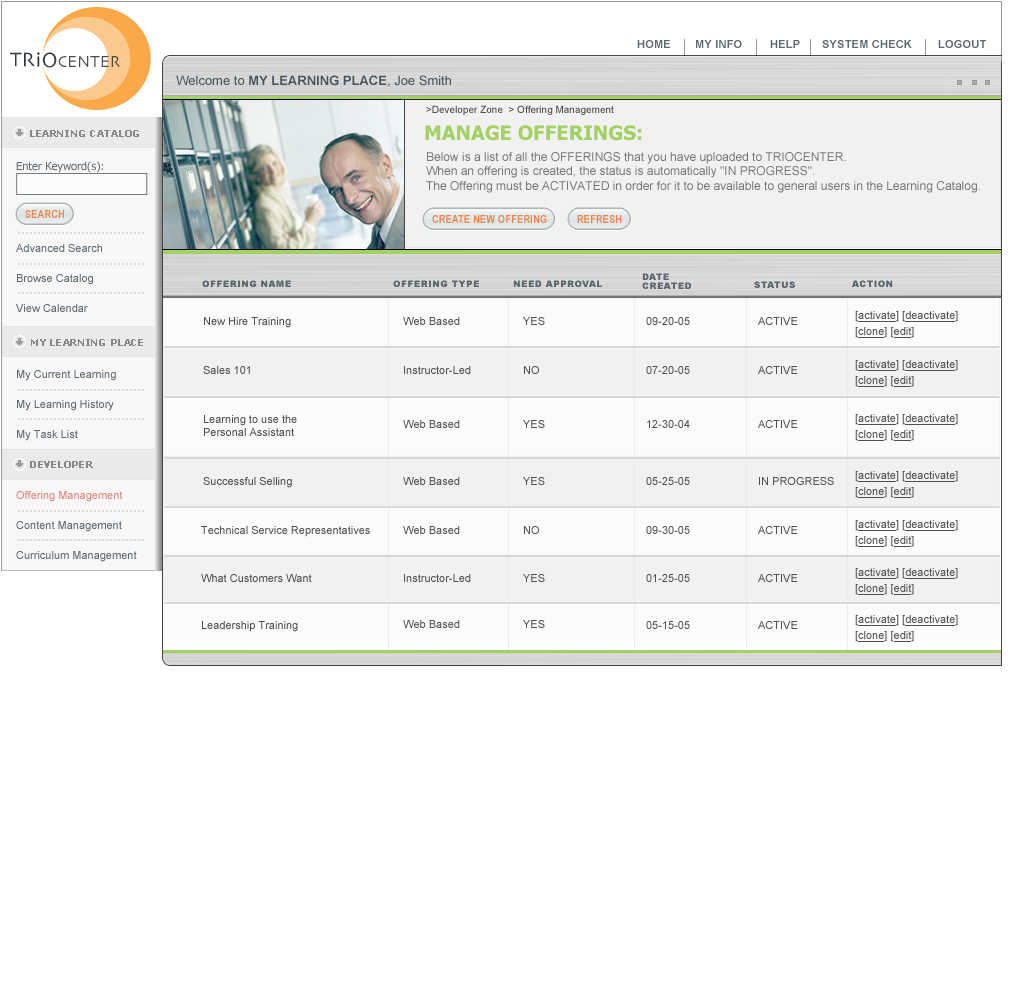 TRiOCENTER
HOME
MY INFO
HELP
SYSTEM CHECK
LOGOUT
Welcome to MY LEARNING PLACE, Joe Smith
LEARNING CATALOG
Enter Keyword(s):
SEARCH
Advanced Search
Browse Catalog
View Calendar
MY LEARNING PLACE
My Current Learning
My Learning History
My Task List
DEVELOPER
Offering Management
Content Management
Curriculum Management
>Developer Zone > Offering Management
MANAGE OFFERINGS:
Below is a list of all the OFFERINGS that you have uploaded to TRIOCENTER.
When an offering is created, the status is automatically "IN PROGRESS".
The Offering must be ACTIVATED in order for it to be available to general users in the Learning Catalog.
CREATE NEW OFFERING
REFRESH
OFFERING NAME
OFFERING TYPE
NEED APPROVAL
DATE
CREATED
STATUS
ACTION
New Hire Training
Web Based
YES
09-20-05
ACTIVE
[activate] [deactivate]
[clone] [edit]
Sales 101
Instructor-Led
NO
07-20-05
ACTIVE
[activate] [deactivate]
[clone] [edit]
Learning to use the
Personal Assistant
Web Based
YES
12-30-04
ACTIVE
[activate] [deactivate]
[clone] [edit]
Successful Selling
Web Based
YES
05-25-05
IN PROGRESS
[activate] [deactivate]
[clone] [edit]
Technical Service Representatives
Web Based
NO
09-30-05
ACTIVE
[activate] [deactivate]
[clone] [edit]
What Customers Want
Instructor-Led
YES
01-25-05
ACTIVE
[activate] [deactivate]
[clone] [edit]
Leadership Training
Web Based
YES
05-15-05
ACTIVE
[activate] [deactivate]
[clone] [edit]